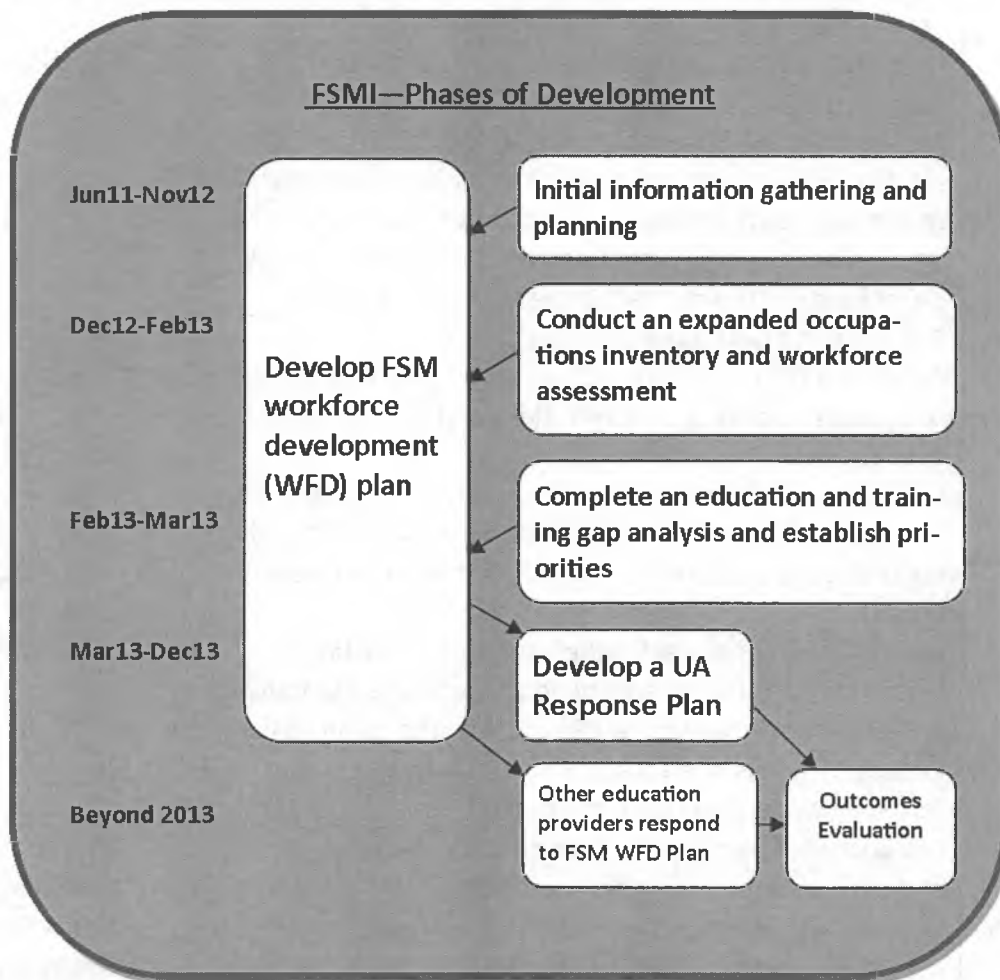 FSMI—Phases of Development
Jun11-Nov12
Initial information gathering and
planning
Dec12-Feb13
Conduct an expanded occupa-
tions inventory and workforce
assessment
Develop FSM
workforce
development
(WFD) plan
Feb13-Mar13
Complete an education and train-
ing gap analysis and establish pri-
orities
Mar13-Dec13
Develop a UA
Response Plan
Beyond 2013
Other education
providers respond
to FSM WFD Plan
Outcomes
Evaluation